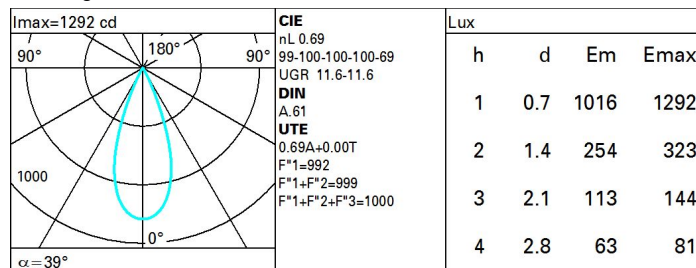 Imax=1292 cd
90°
180°
90°
1000
0°
α=39°
CIE
nL 0.69
99-100-100-100-69
UGR 11.6-11.6
DIN
A.61
UTE
0.69A+0.00T
F"1=992
F"1+F"2=999
F"1+F"2+F"3=1000
Lux
h d Em Emax
1 0.7 1016 1292
2 1.4 254 323
3 2.1 113 144
4 2.8 63 81